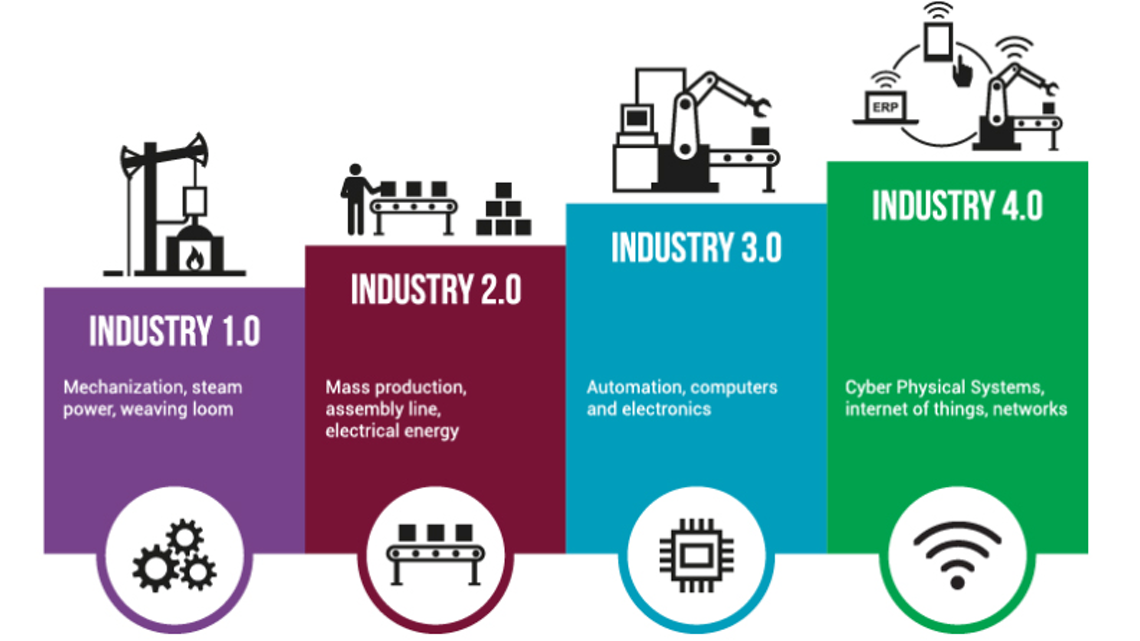 ERP
INDUSTRY 4.0
INDUSTRY 3.0
INDUSTRY 2.0
INDUSTRY 1.0
Mechanization, steam
power, weaving loom
Mass production,
assembly line,
electrical energy
Automation, computers
and electronics
Cyber Physical Systems,
internet of things, networks